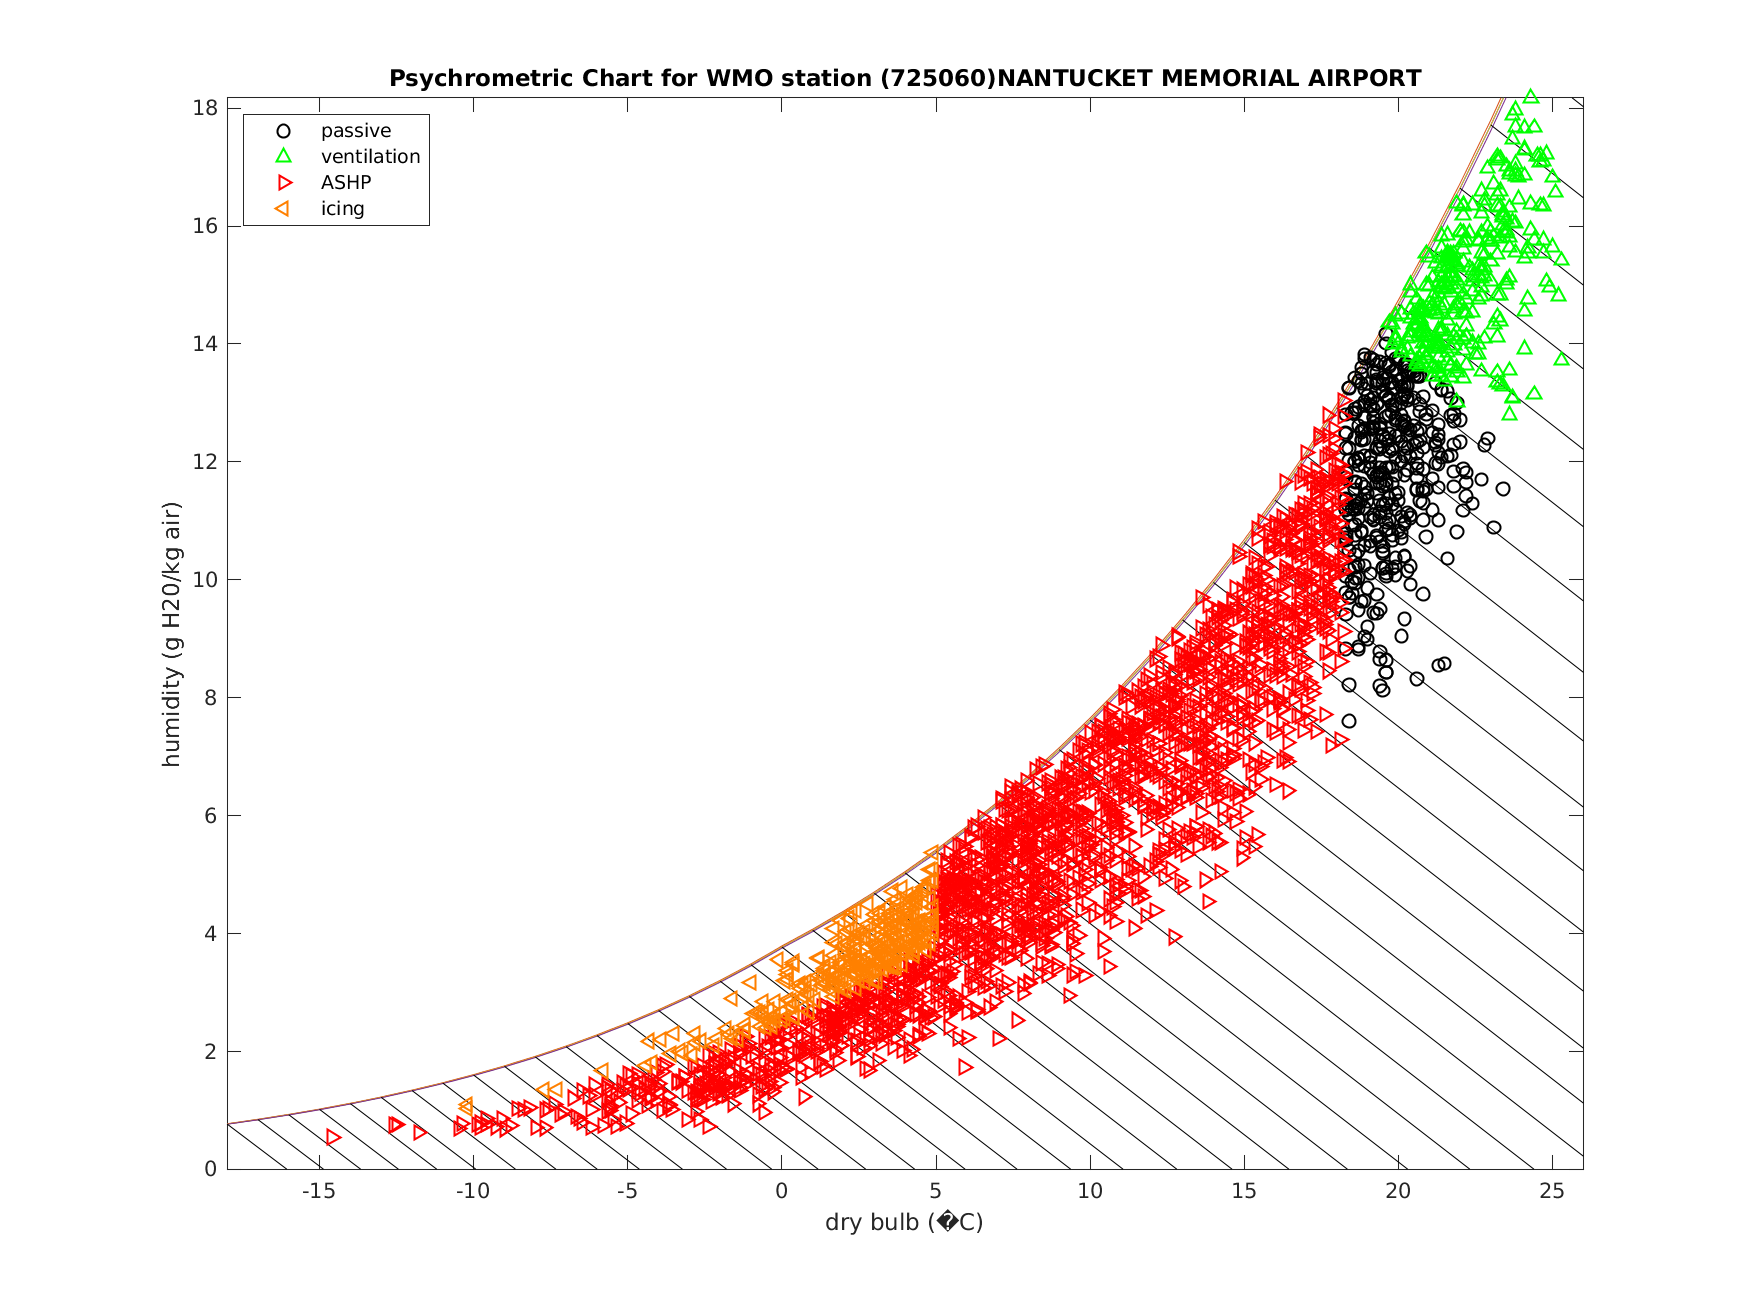 Psychrometric Chart for WMO station (725060)NANTUCKET MEMORIAL AIRPORT
passive
ventilation
ASHP
icing
humidity (g H20/kg air)
18
16
14
12
10
8
6
4
2
0
-15 -10 -5 0 5 10 15 20 25
dry bulb (�C)